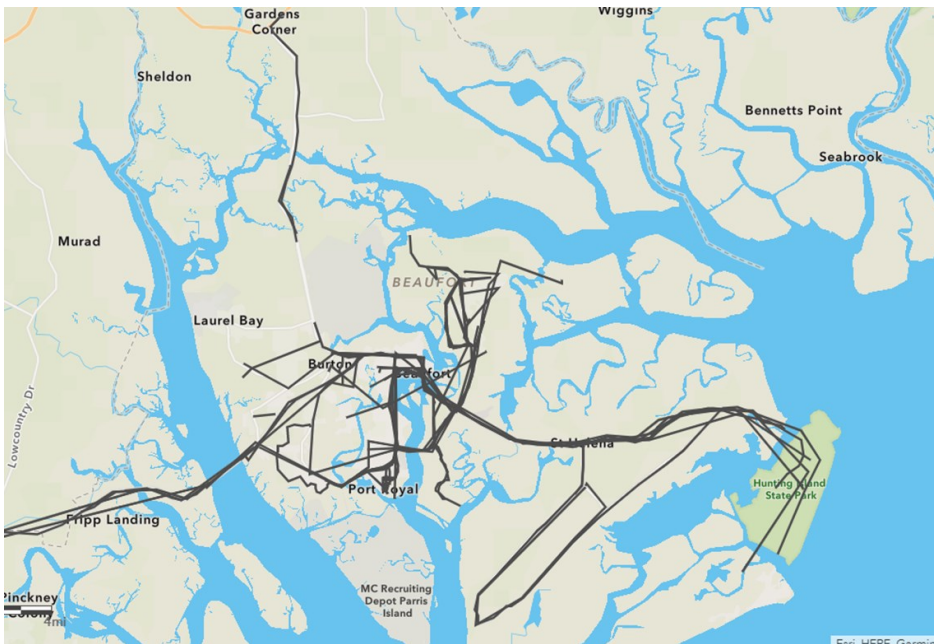 Gardens
Corner
Wiggins
Sheldon
Bennetts Point
Seabrook
Murad
BEAUFORT
Laurel Bay
Burton
Beaufort
Lowcountry Dr
St Helena
Hunting Island
State Park
Port Royal
Fripp Landing
MC Recruiting
Depot Parris
Island
Pinckney
Colony
4mi
Esri, HERE, Garmin